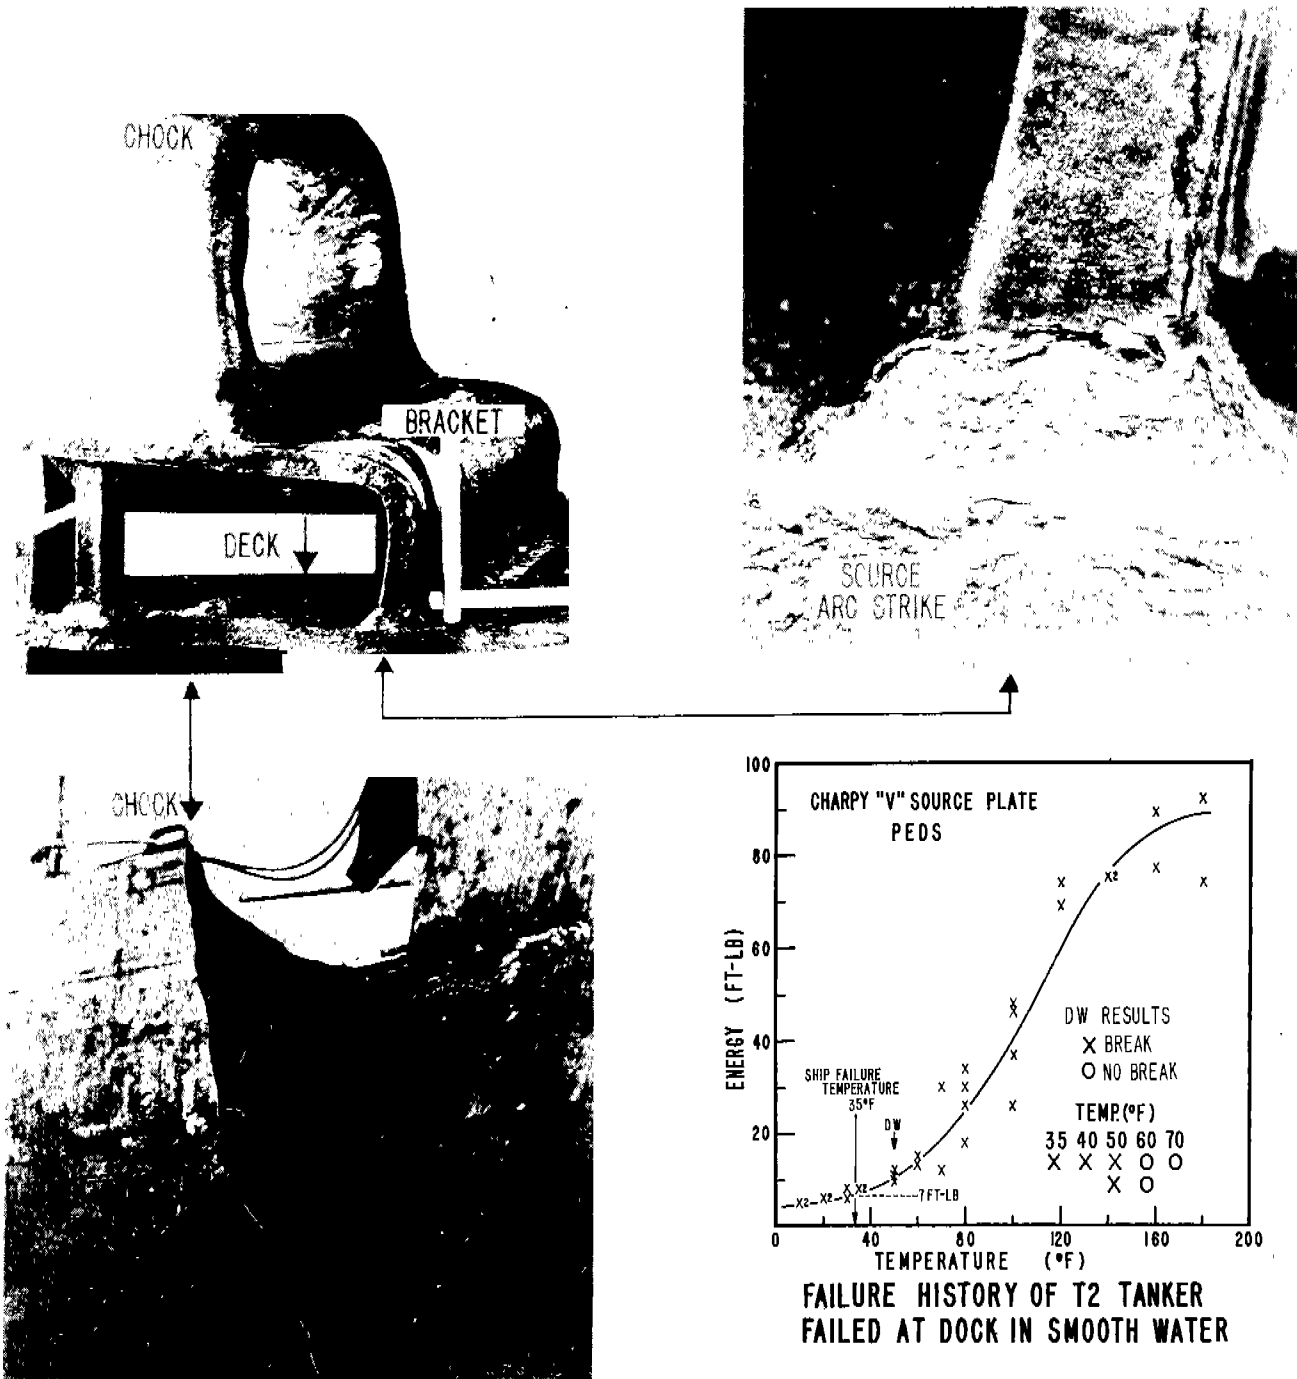 CHOCK
BRACKET
DECK
SOURCE
ARC STRIKE
CHOCK
CHARPY "V" SOURCE PLATE
PEDS
ENERGY (FT-LB)
100
80
60
40
20
SHIP FAILURE
TEMPERATURE
35°F
DW
7 FT-LB
DW RESULTS
X BREAK
O NO BREAK
TEMP.(°F)
35 40 50 60 70
X X X O O
X O
0 40 80 120 160 200
TEMPERATURE (°F)
FAILURE HISTORY OF T2 TANKER
FAILED AT DOCK IN SMOOTH WATER